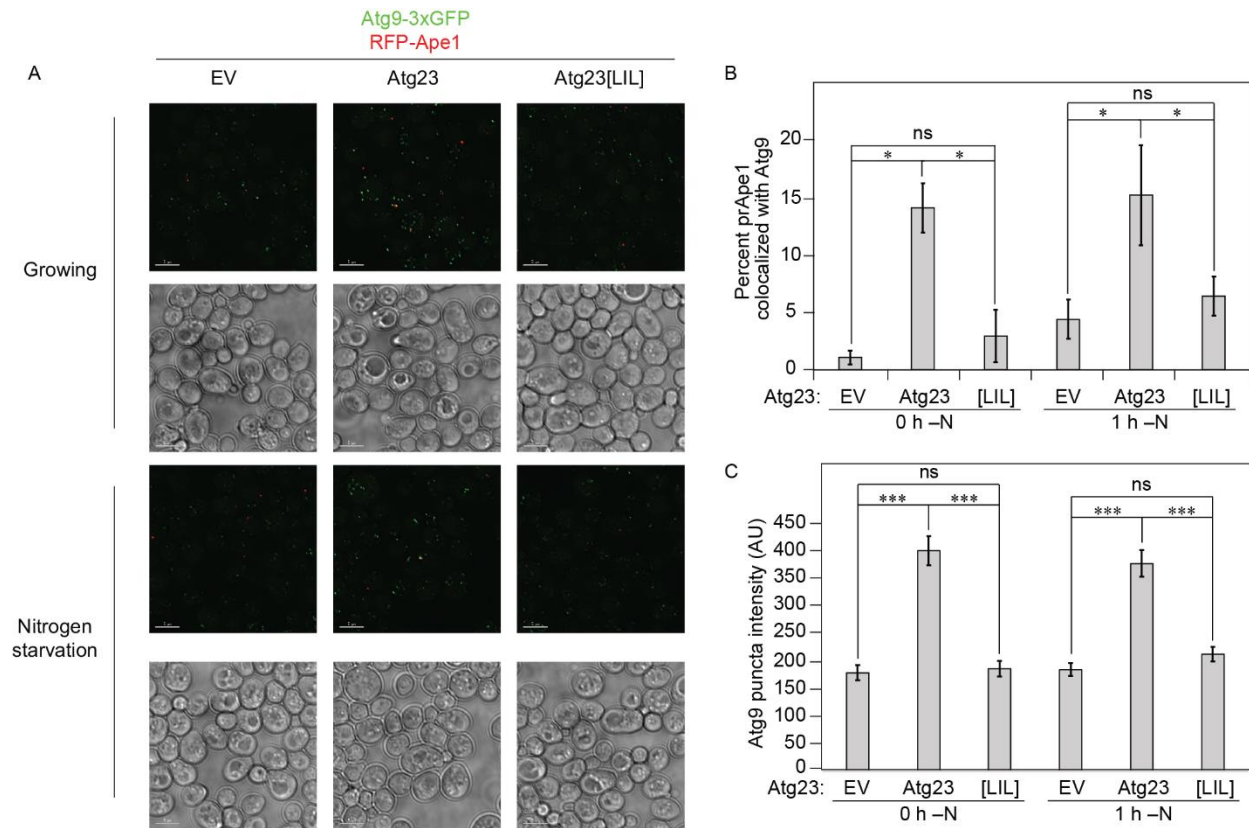 Atg9-3xGFP
RFP-Ape1
A
EV
Atg23
Atg23[LIL]
Growing
Nitrogen
starvation
B
Percent prApe1
colocalized with Atg9
20
15
10
5
0
ns
*
*
ns
*
*
Atg23:
EV
Atg23
[LIL]
EV
Atg23
[LIL]
0 h –N
1 h –N
C
Atg9 puncta intensity (AU)
450
400
350
300
250
200
150
100
50
0
ns
***
***
ns
***
***
Atg23:
EV
Atg23
[LIL]
EV
Atg23
[LIL]
0 h –N
1 h –N